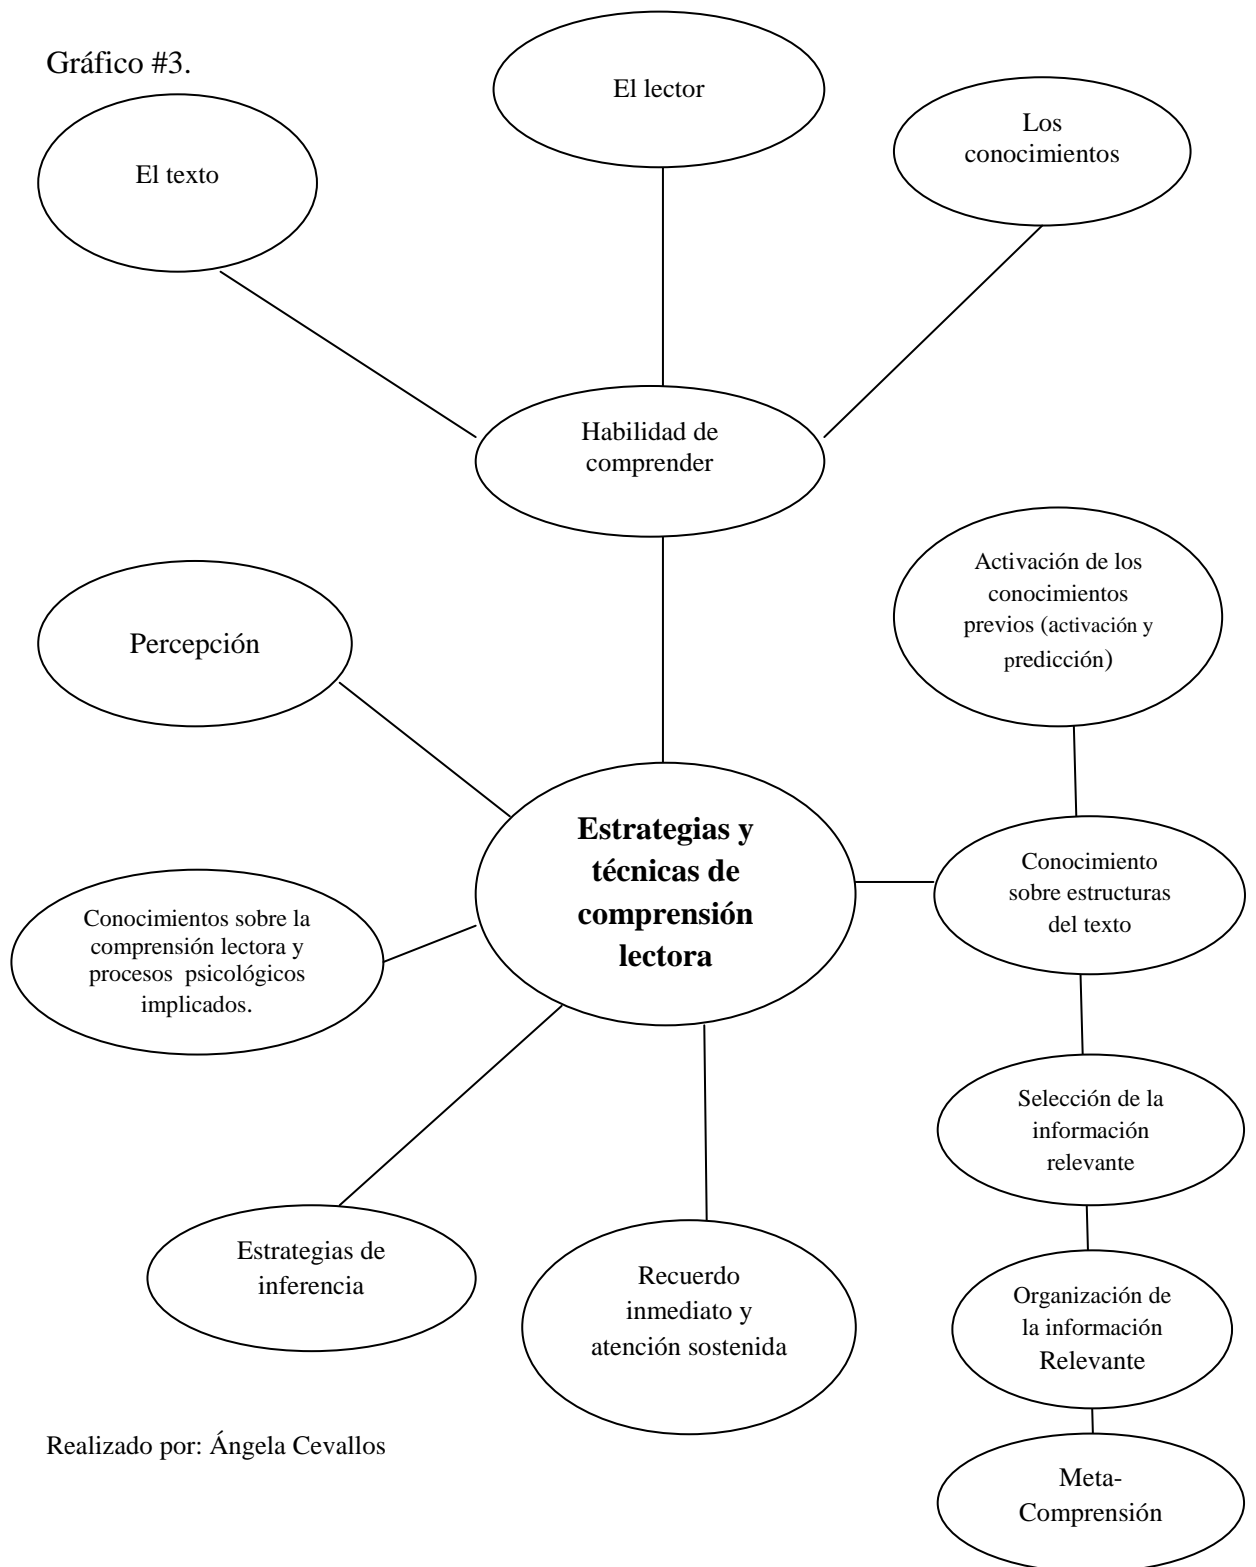 Gráfico #3.
El lector
Los
conocimientos
El texto
Habilidad de
comprender
Activación de los
conocimientos
previos (activación y
predicción)
Percepción
Estrategias y
técnicas de
comprensión
lectora
Conocimiento
sobre estructuras
del texto
Conocimientos sobre la
comprensión lectora y
procesos  psicológicos
implicados.
Selección de la
información
relevante
Estrategias de
inferencia
Recuerdo
inmediato y
atención sostenida
Organización de
la información
Relevante
Realizado por: Ángela Cevallos
Meta-
Comprensión